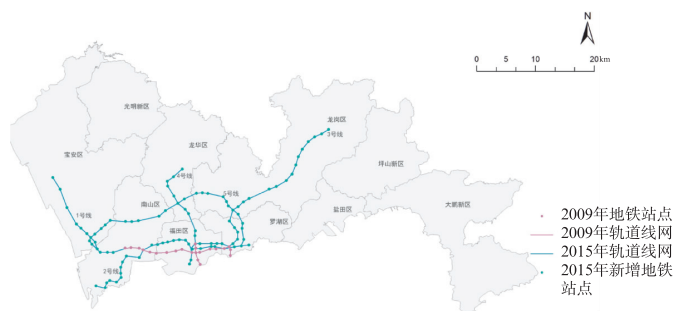 N
0 5 10 20km
光明新区
龙岗区
3号线
龙华区
宝安区
坪山新区
4号线
5号线
南山区
大鹏新区
盐田区
1号线
罗湖区
福田区
2号线
2009年地铁站点
2009年轨道线网
2015年轨道线网
2015年新增地铁
站点